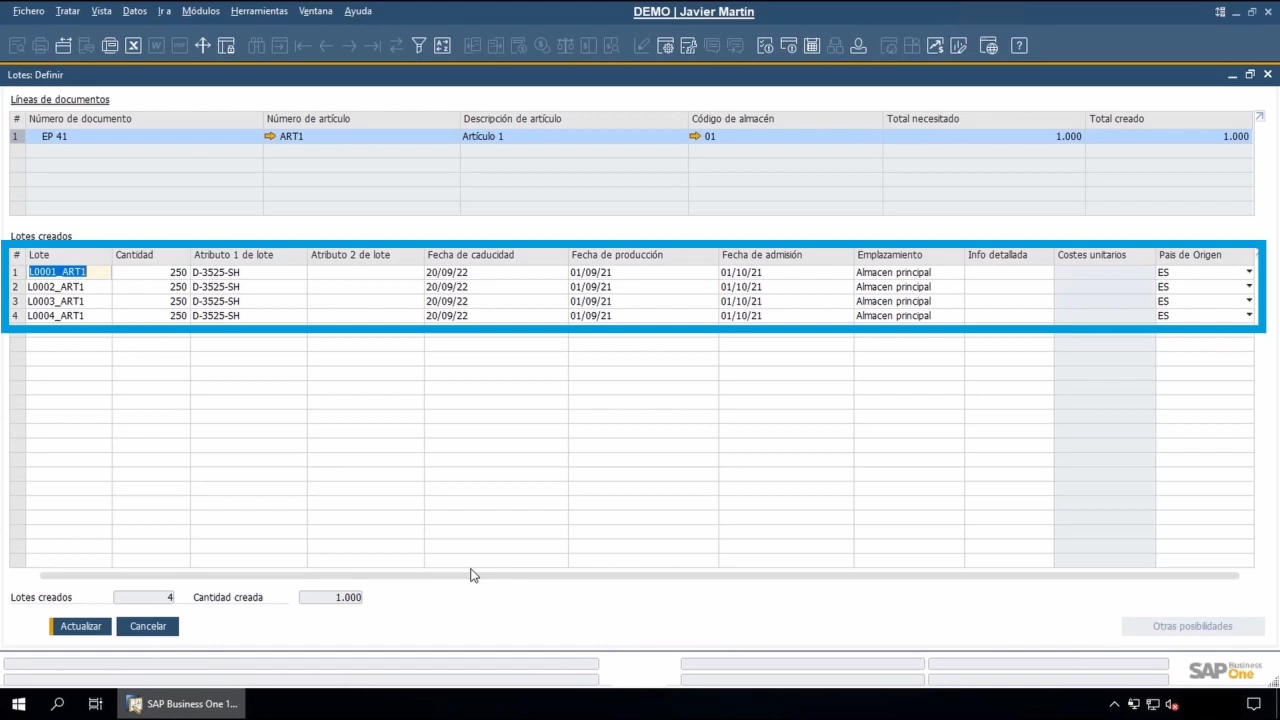 Fichero Tratar Vista Datos Ir a Módulos Herramientas Ventana Ayuda
DEMO | Javier Martin
Lotes: Definir
Líneas de documentos
# Número de documento Número de artículo Descripción de artículo Código de almacén Total necesitado Total creado
1 EP 41 ART1 Artículo 1 01 1.000 1.000
Lotes creados
# Lote Cantidad Atributo 1 de lote Atributo 2 de lote Fecha de caducidad Fecha de producción Fecha de admisión Emplazamiento Info detallada Costes unitarios Pais de Origen
1 L0001_ART1 250 D-3525-SH 20/09/22 01/09/21 01/10/21 Almacen principal ES
2 L0002_ART1 250 D-3525-SH 20/09/22 01/09/21 01/10/21 Almacen principal ES
3 L0003_ART1 250 D-3525-SH 20/09/22 01/09/21 01/10/21 Almacen principal ES
4 L0004_ART1 250 D-3525-SH 20/09/22 01/09/21 01/10/21 Almacen principal ES
Lotes creados 4 Cantidad creada 1.000
Actualizar Cancelar Otras posibilidades
SAP Business One
SAP Business One 1...